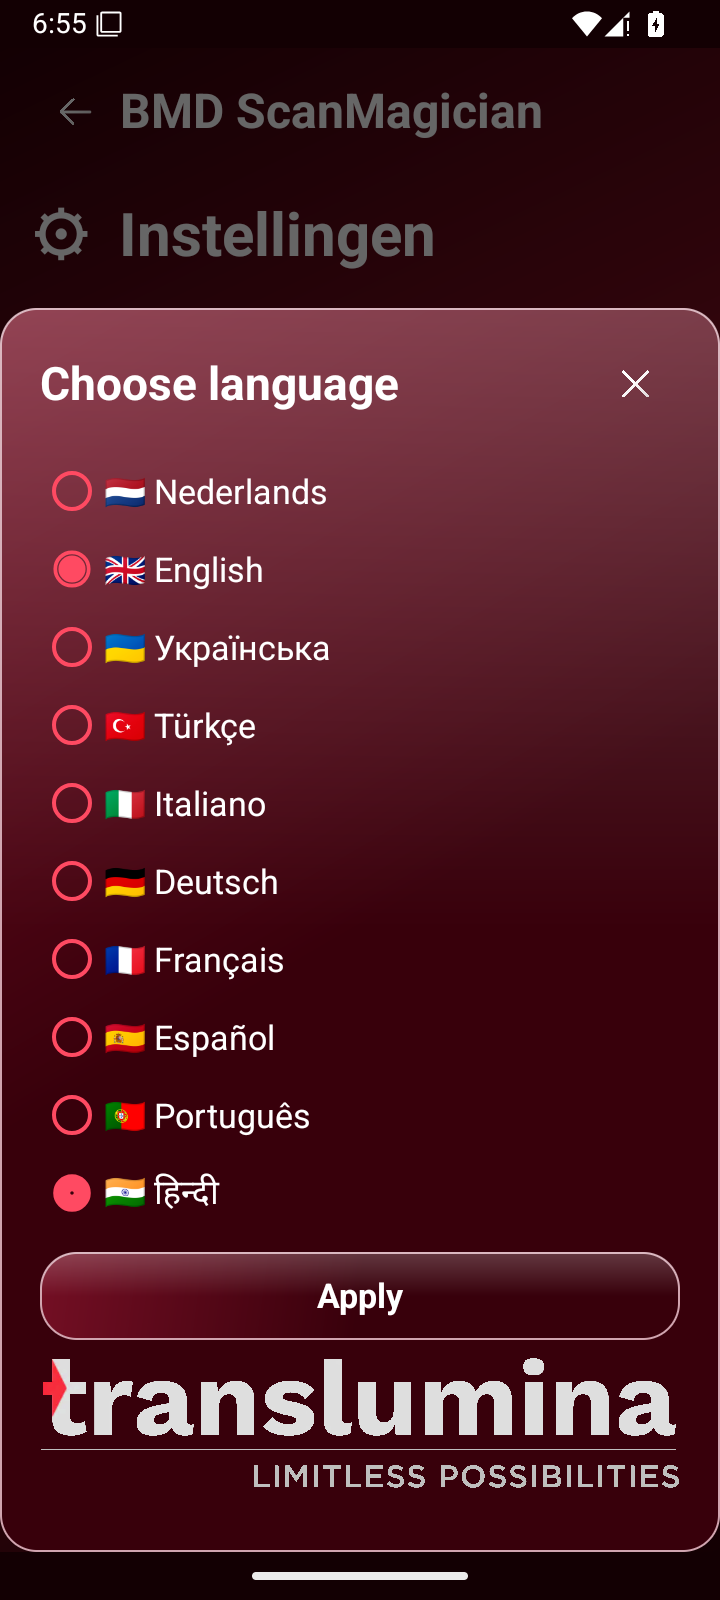 6:55
BMD ScanMagician
Instellingen
Choose language
Nederlands
English
Українська
Türkçe
Italiano
Deutsch
Français
Español
Português
हिन्दी
Apply
translumina
LIMITLESS POSSIBILITIES